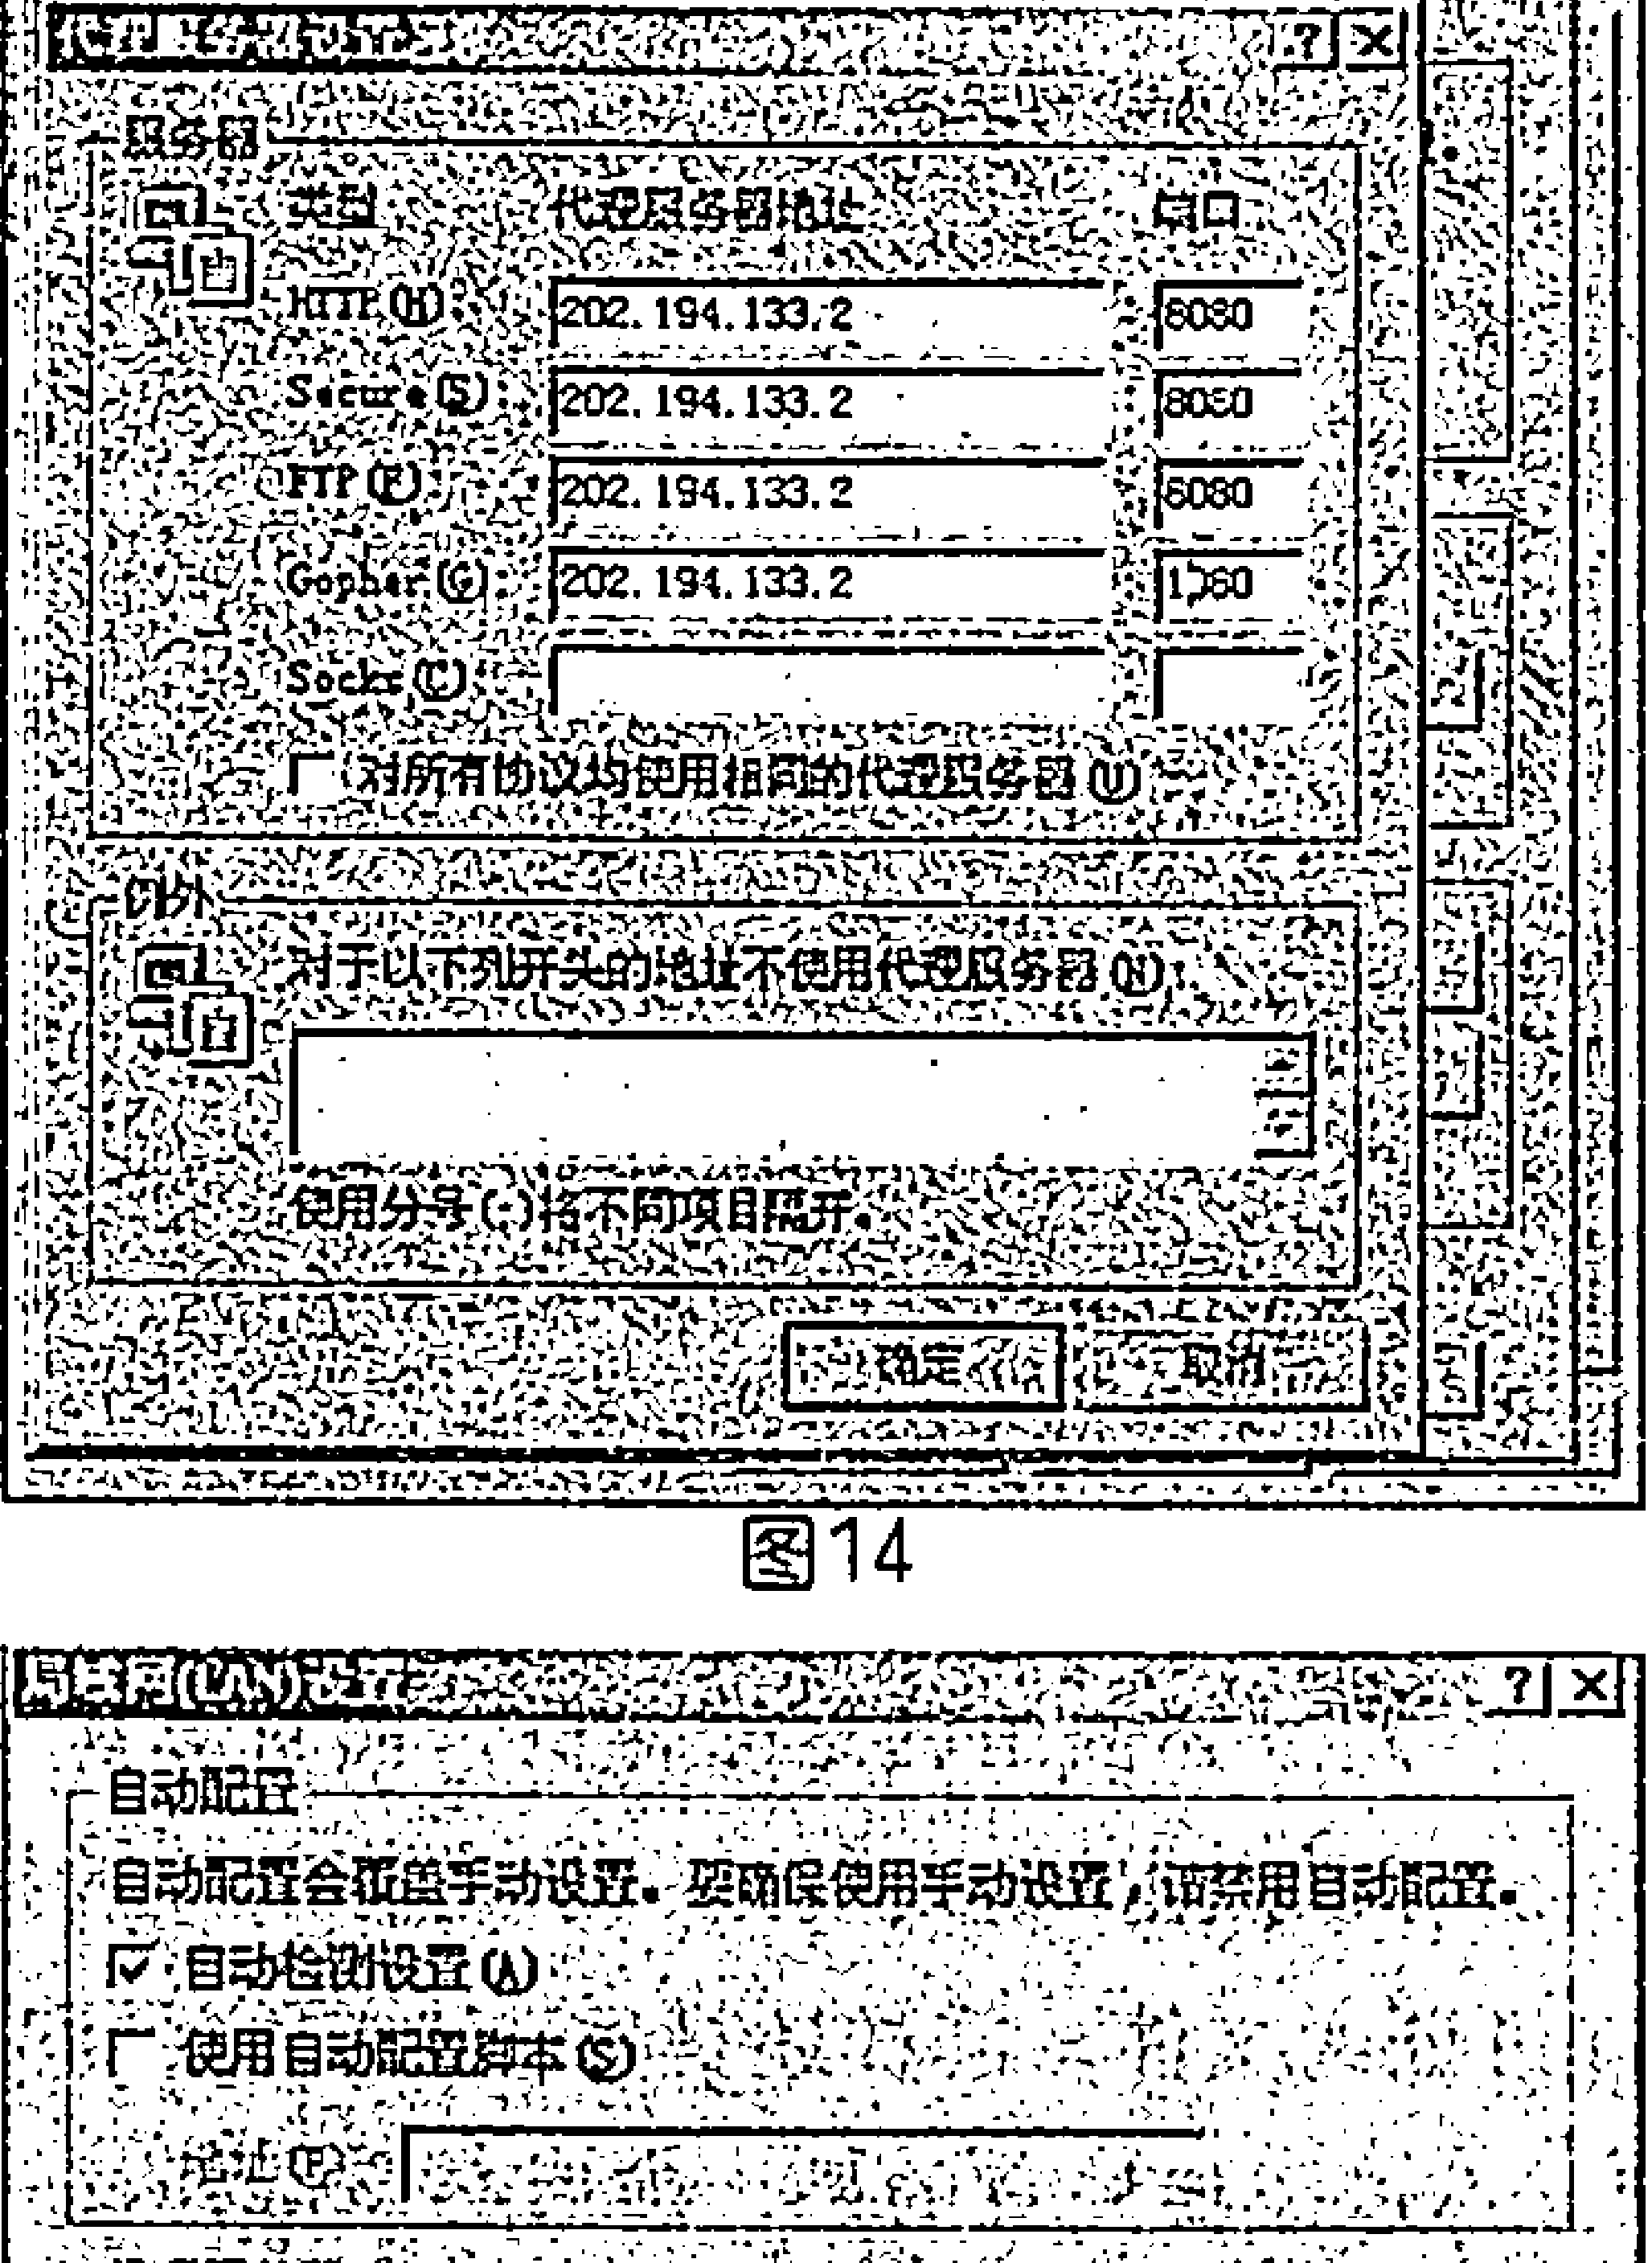 代理服务器设置 ? ×
服务器
类型 代理服务器地址 端口
HTTP(H): 202.194.133.2 8080
Secure(S): 202.194.133.2 8080
FTP(F): 202.194.133.2 8080
Gopher(G): 202.194.133.2 1080
Socks(C):
对所有协议均使用相同的代理服务器(U)
例外
对于以下列开头的地址不使用代理服务器(N):
使用分号(;)将不同项目隔开。
确定 取消
图14
局域网(LAN)设置 ? ×
自动配置
自动配置会覆盖手动设置。要确保使用手动设置,请禁用自动配置。
自动检测设置(A)
使用自动配置脚本(S)
地址(R)